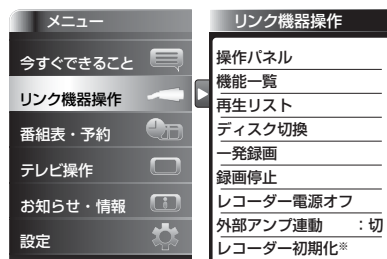 メニュー
今すぐできること
リンク機器操作
番組表・予約
テレビ操作
お知らせ・情報
設定
リンク機器操作
操作パネル
機能一覧
再生リスト
ディスク切換
一発録画
録画停止
レコーダー電源オフ
外部アンプ連動　：切
レコーダー初期化※